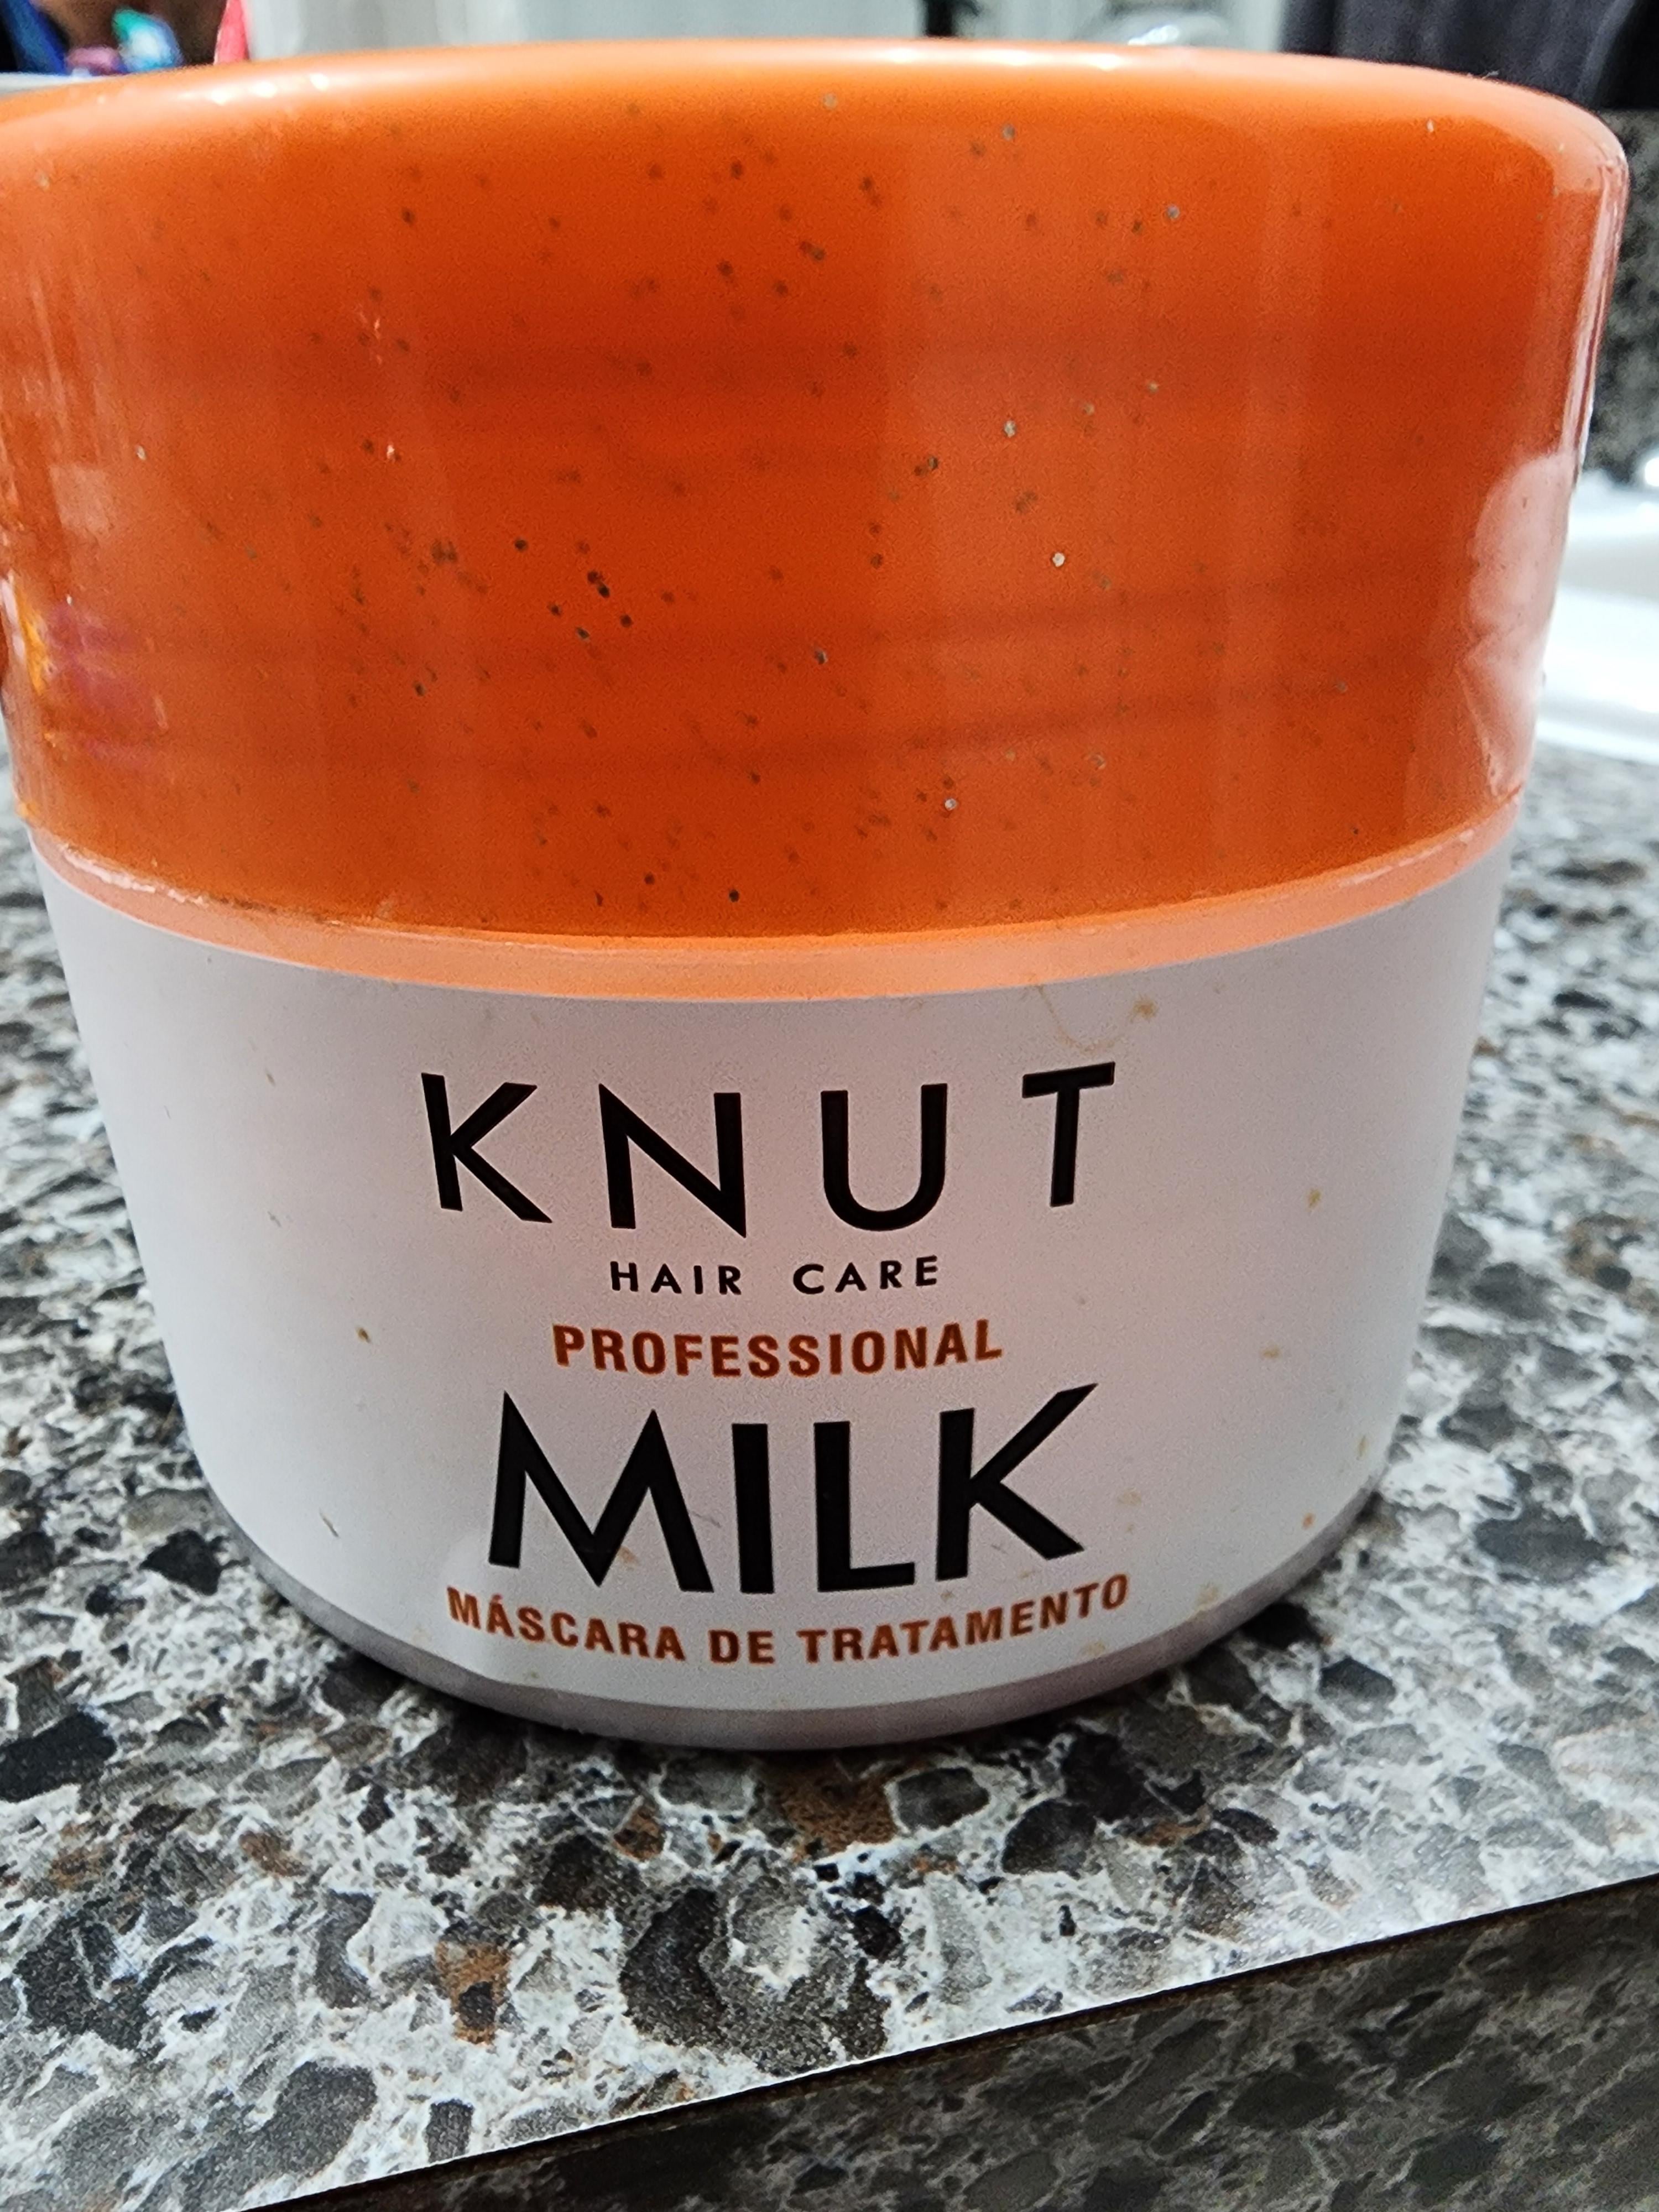 KNUT
HAIR CARE
PROFESSIONAL
MILK
MÁSCARA DE TRATAMENTO